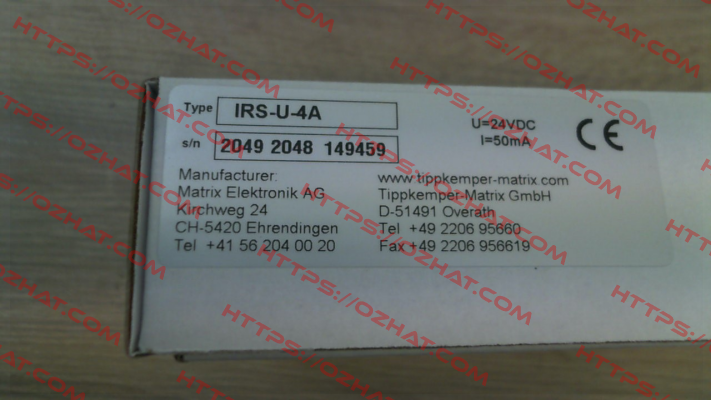 Type IRS-U-4A
s/n 2049 2048 149459
U=24VDC
I=50mA
CE
Manufacturer:
Matrix Elektronik AG
Kirchweg 24
CH-5420 Ehrendingen
Tel +41 56 204 00 20
www.tippkemper-matrix.com
Tippkemper-Matrix GmbH
D-51491 Overath
Tel +49 2206 95660
Fax +49 2206 956619
HTTPS://OZHAT.COM